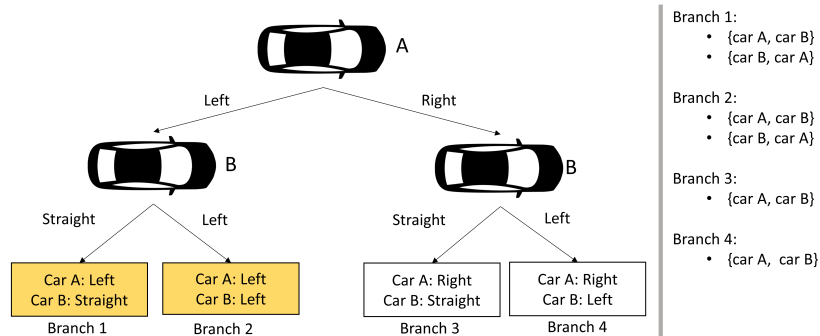 A
Left
Right
B
B
Straight
Left
Straight
Left
Car A: Left
Car B: Straight
Car A: Left
Car B: Left
Car A: Right
Car B: Straight
Car A: Right
Car B: Left
Branch 1
Branch 2
Branch 3
Branch 4
Branch 1:
• {car A, car B}
• {car B, car A}
Branch 2:
• {car A, car B}
• {car B, car A}
Branch 3:
• {car A, car B}
Branch 4:
• {car A, car B}